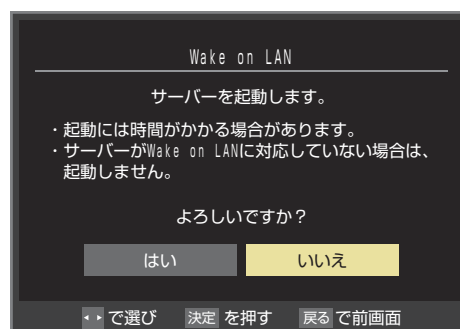 Wake on LAN
サーバーを起動します。
・起動には時間がかかる場合があります。
・サーバーがWake on LANに対応していない場合は、
起動しません。
よろしいですか？
はい いいえ
で選び 決定 を押す 戻る で前画面